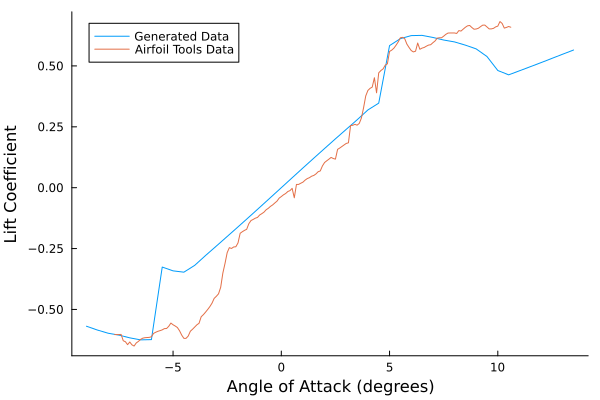 Generated Data
Airfoil Tools Data
0.50
0.25
0.00
−0.25
−0.50
−5
0
5
10
Lift Coefficient
Angle of Attack (degrees)